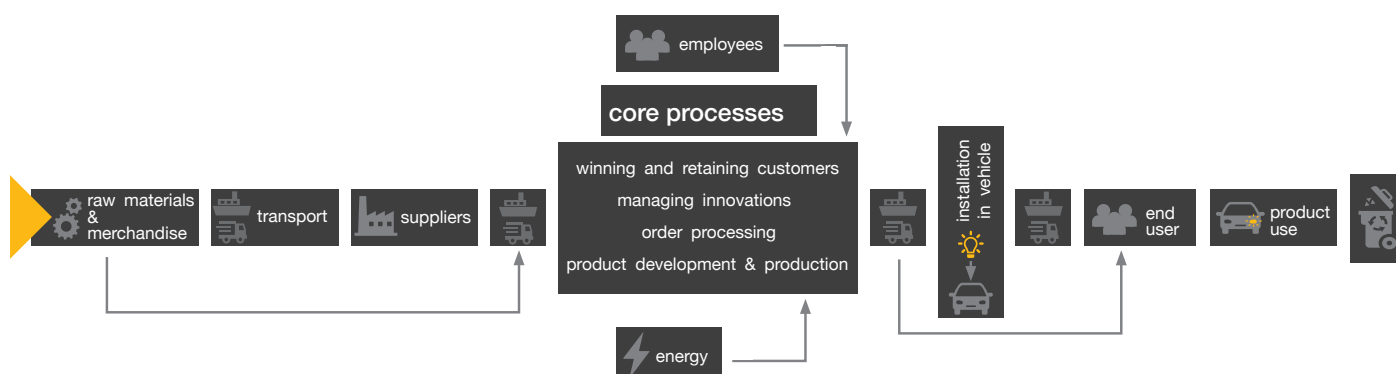 employees
core processes
winning and retaining customers
managing innovations
order processing
product development & production
raw materials
&
merchandise
transport
suppliers
installation
in vehicle
end
user
product
use
energy